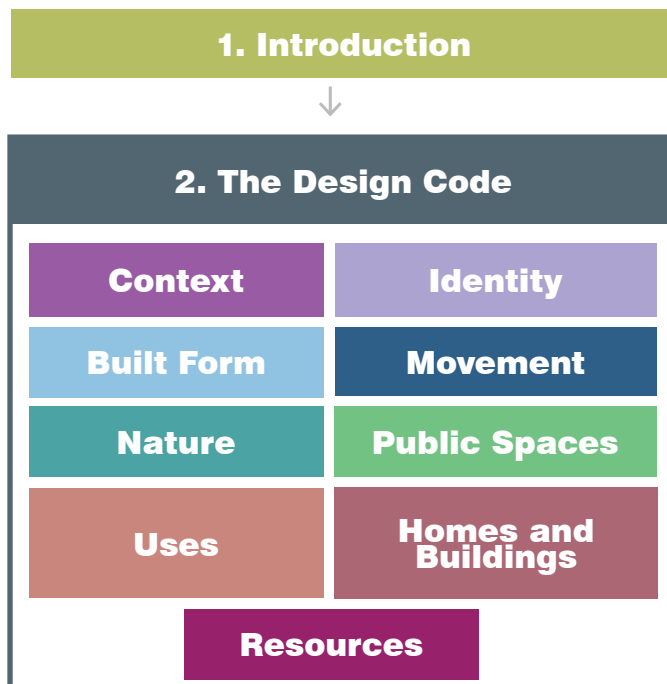 1. Introduction
2. The Design Code
Context
Identity
Built Form
Movement
Nature
Public Spaces
Uses
Homes and
Buildings
Resources